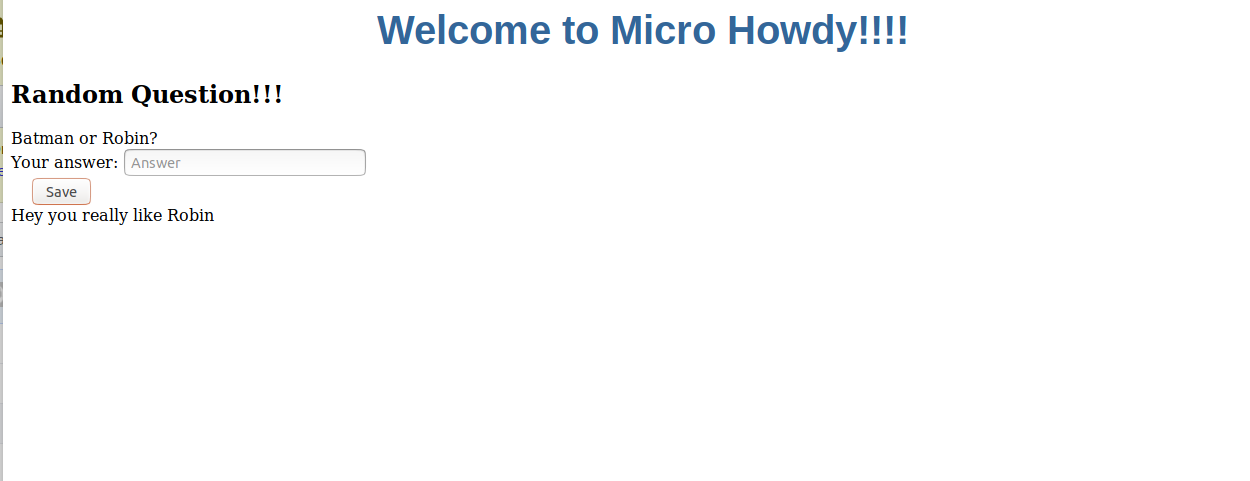 Welcome to Micro Howdy!!!!
Random Question!!!
Batman or Robin?
Your answer: Answer
Save
Hey you really like Robin